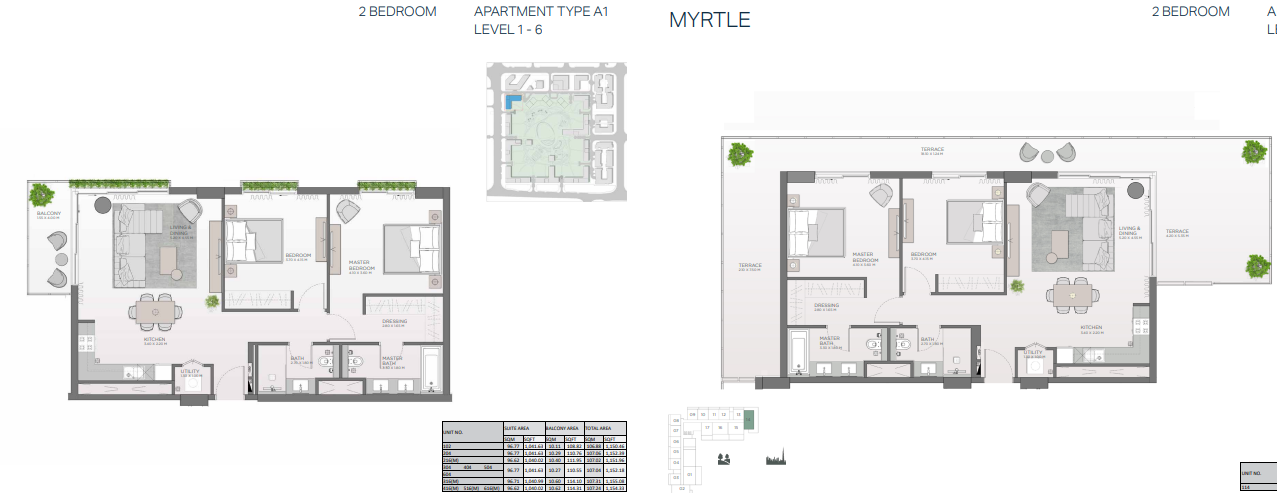 2 BEDROOM
APARTMENT TYPE A1
LEVEL 1 - 6
BALCONY
LIVING &
DINING
BEDROOM
MASTER
BEDROOM
DRESSING
KITCHEN
BATH
MASTER
BATH
UTILITY
UNIT NO.
SUITE AREA
BALCONY AREA
TOTAL AREA
SQM SQFT SQM SQFT SQM SQFT
102 96.77 1,041.63 10.11 108.82 106.88 1,150.46
204 96.77 1,041.63 10.29 110.76 107.06 1,152.39
216(M) 96.62 1,040.02 10.40 111.95 107.02 1,151.96
304 404 504
604
96.77 1,041.63 10.27 110.55 107.04 1,152.18
316(M) 96.71 1,040.99 10.60 114.10 107.31 1,155.08
416(M) 516(M) 616(M) 96.62 1,040.02 10.62 114.31 107.24 1,154.33
MYRTLE
2 BEDROOM
TERRACE
TERRACE
TERRACE
MASTER
BEDROOM
BEDROOM
LIVING &
DINING
DRESSING
MASTER
BATH
BATH
KITCHEN
UTILITY
UNIT NO.
114